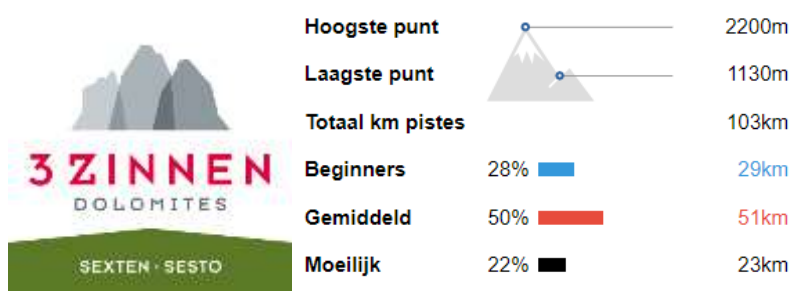 3 ZINNEN
DOLOMITES
SEXTEN · SESTO
Hoogste punt 2200m
Laagste punt 1130m
Totaal km pistes 103km
Beginners 28% 29km
Gemiddeld 50% 51km
Moeilijk 22% 23km